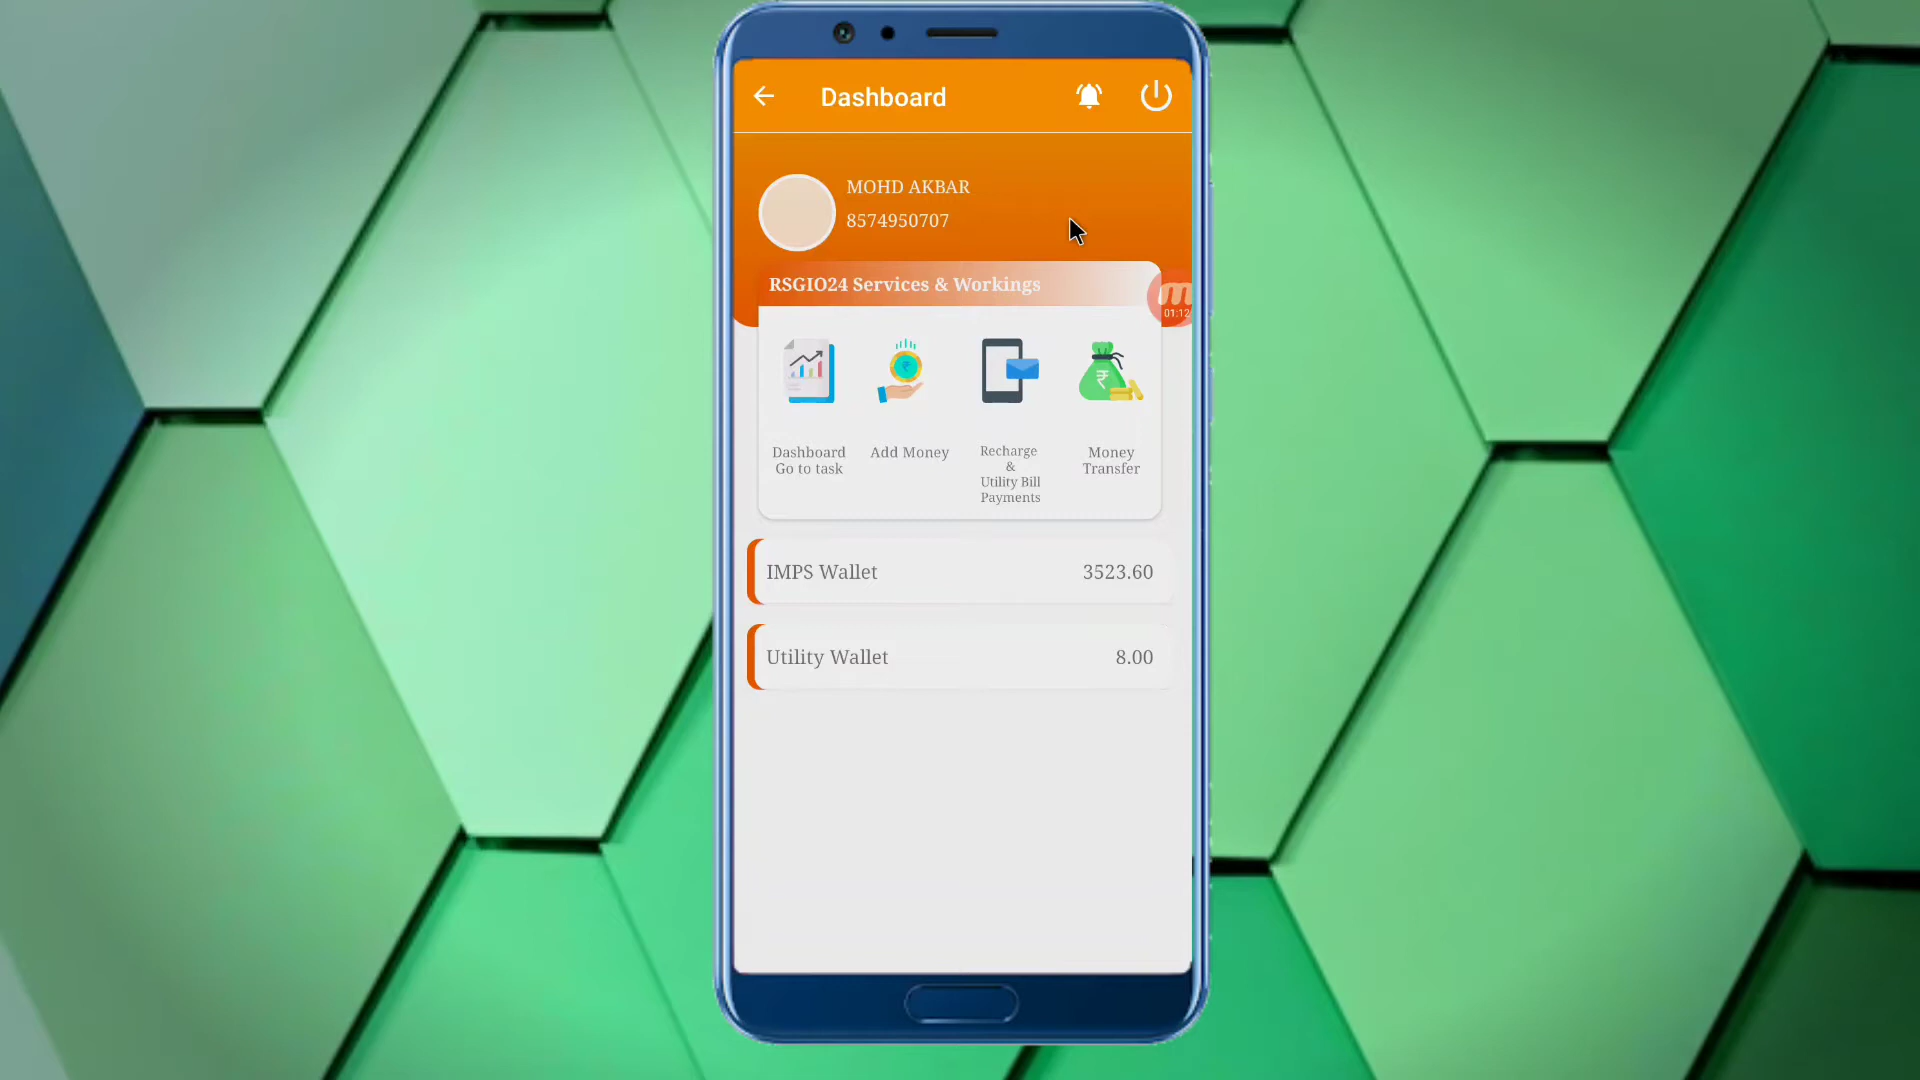 Dashboard
MOHD AKBAR
8574950707
RSGIO24 Services & Workings
m
01:12
Dashboard
Go to task
Add Money
Recharge
&
Utility Bill
Payments
Money
Transfer
IMPS Wallet 3523.60
Utility Wallet 8.00